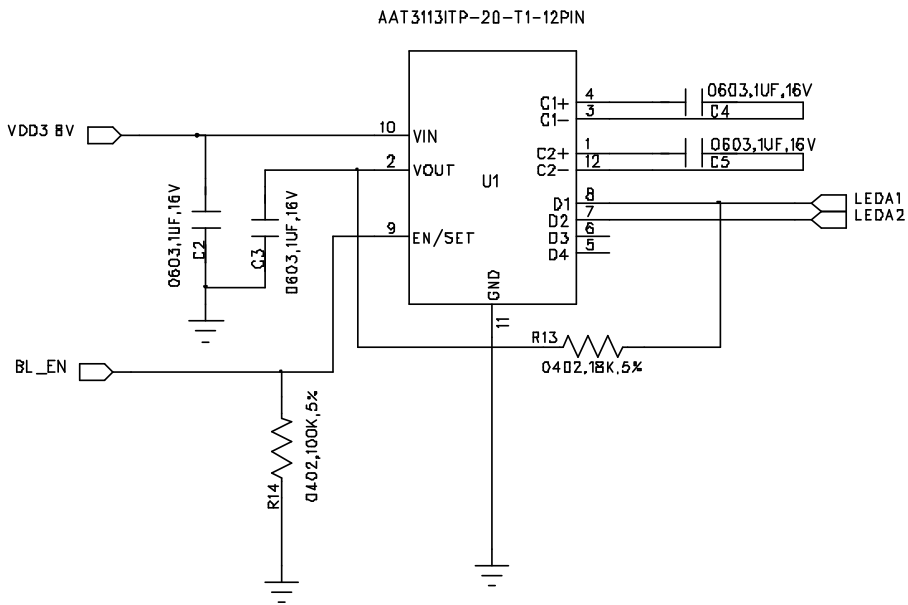 AAT3113ITP-20-T1-12PIN
C1+ 4
C1- 3
0603,1UF,16V
C4
VDD3 8V
10 VIN
2 VOUT
C2+ 1
C2- 12
0603,1UF,16V
C5
U1
D1 8
D2 7
D3 6
D4 5
LEDA1
LEDA2
9 EN/SET
0603,1UF,16V
C2
C3
0603,1UF,16V
GND
11
R13
0402,18K,5%
BL_EN
R14
0402,100K,5%